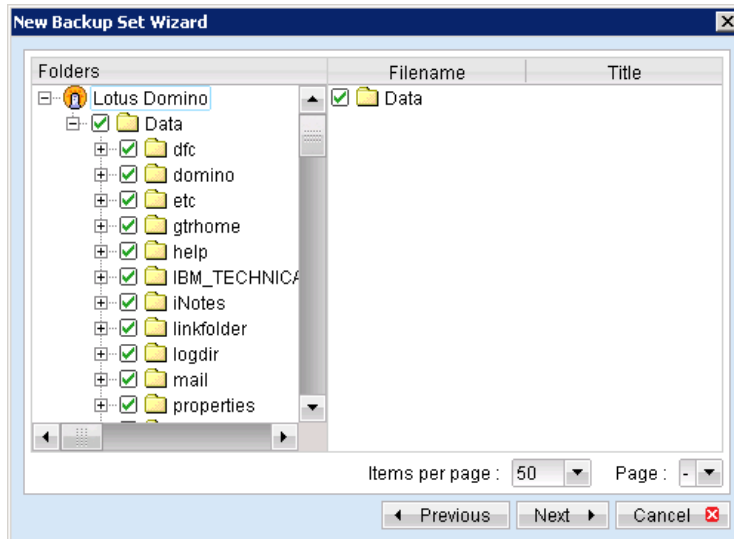 New Backup Set Wizard
Folders
Filename
Title
Lotus Domino
Data
dfc
domino
etc
gtrhome
help
IBM_TECHNICA
iNotes
linkfolder
logdir
mail
properties
Data
Items per page : 50
Page : -
Previous
Next
Cancel